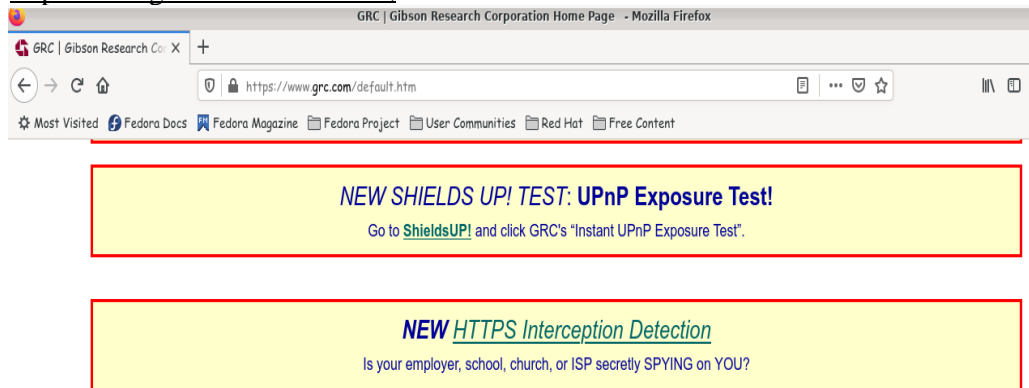 GRC | Gibson Research Corporation Home Page - Mozilla Firefox
GRC | Gibson Research Cor
https://www.grc.com/default.htm
Most Visited Fedora Docs Fedora Magazine Fedora Project User Communities Red Hat Free Content
NEW SHIELDS UP! TEST: UPnP Exposure Test!
Go to ShieldsUP! and click GRC's “Instant UPnP Exposure Test”.
NEW HTTPS Interception Detection
Is your employer, school, church, or ISP secretly SPYING on YOU?